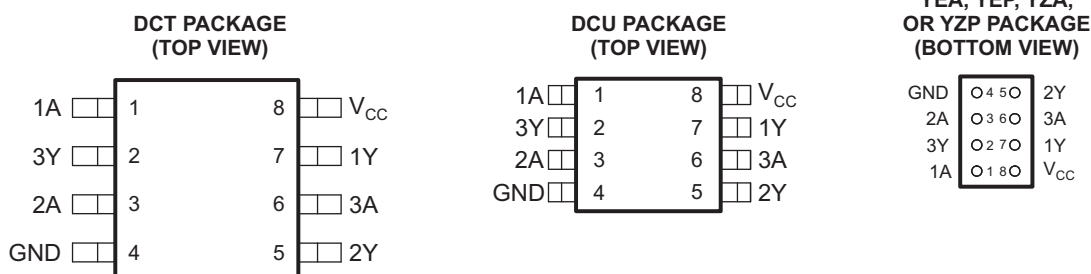 DCT PACKAGE
(TOP VIEW)
1A 1 8 VCC
3Y 2 7 1Y
2A 3 6 3A
GND 4 5 2Y
DCU PACKAGE
(TOP VIEW)
1A 1 8 VCC
3Y 2 7 1Y
2A 3 6 3A
GND 4 5 2Y
YEA, YEP, YZA,
OR YZP PACKAGE
(BOTTOM VIEW)
GND 4 5 2Y
2A 3 6 3A
3Y 2 7 1Y
1A 1 8 VCC